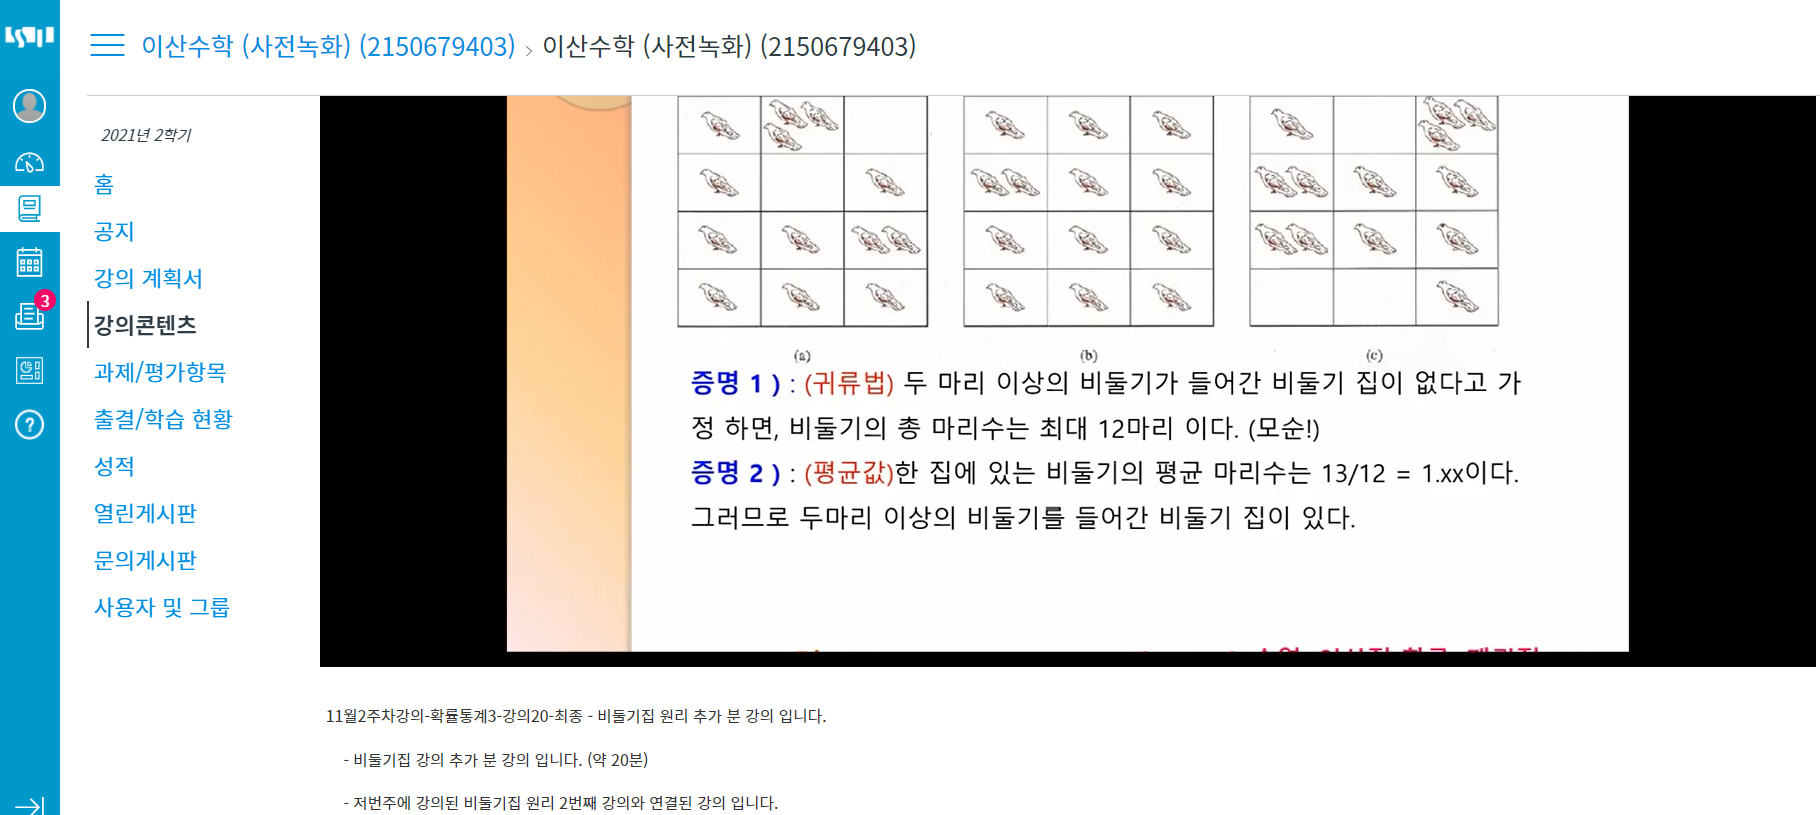 이산수학 (사전녹화) (2150679403) > 이산수학 (사전녹화) (2150679403)
2021년 2학기
홈
공지
강의 계획서
강의콘텐츠
과제/평가항목
출결/학습 현황
성적
열린게시판
문의게시판
사용자 및 그룹
3
?
(a) (b) (c)
증명 1 ) : (귀류법) 두 마리 이상의 비둘기가 들어간 비둘기 집이 없다고 가
정 하면, 비둘기의 총 마리수는 최대 12마리 이다. (모순!)
증명 2 ) : (평균값)한 집에 있는 비둘기의 평균 마리수는 13/12 = 1.xx이다.
그러므로 두마리 이상의 비둘기를 들어간 비둘기 집이 있다.
11월2주차강의-확률통계3-강의20-최종 - 비둘기집 원리 추가 분 강의 입니다.
- 비둘기집 강의 추가 분 강의 입니다. (약 20분)
- 저번주에 강의된 비둘기집 원리 2번째 강의와 연결된 강의 입니다.